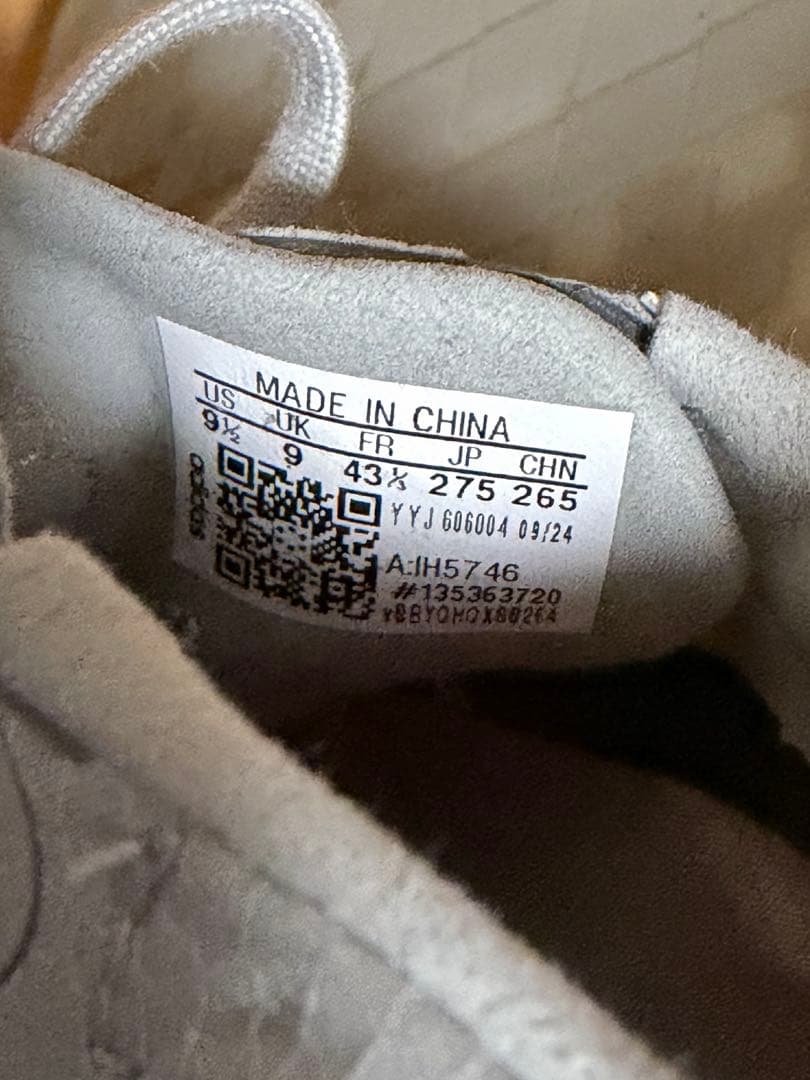 MADE IN CHINA
US UK FR JP CHN
9½ 9 43⅓ 275 265
YYJ 606004 09/24
A:IH5746
#135363720